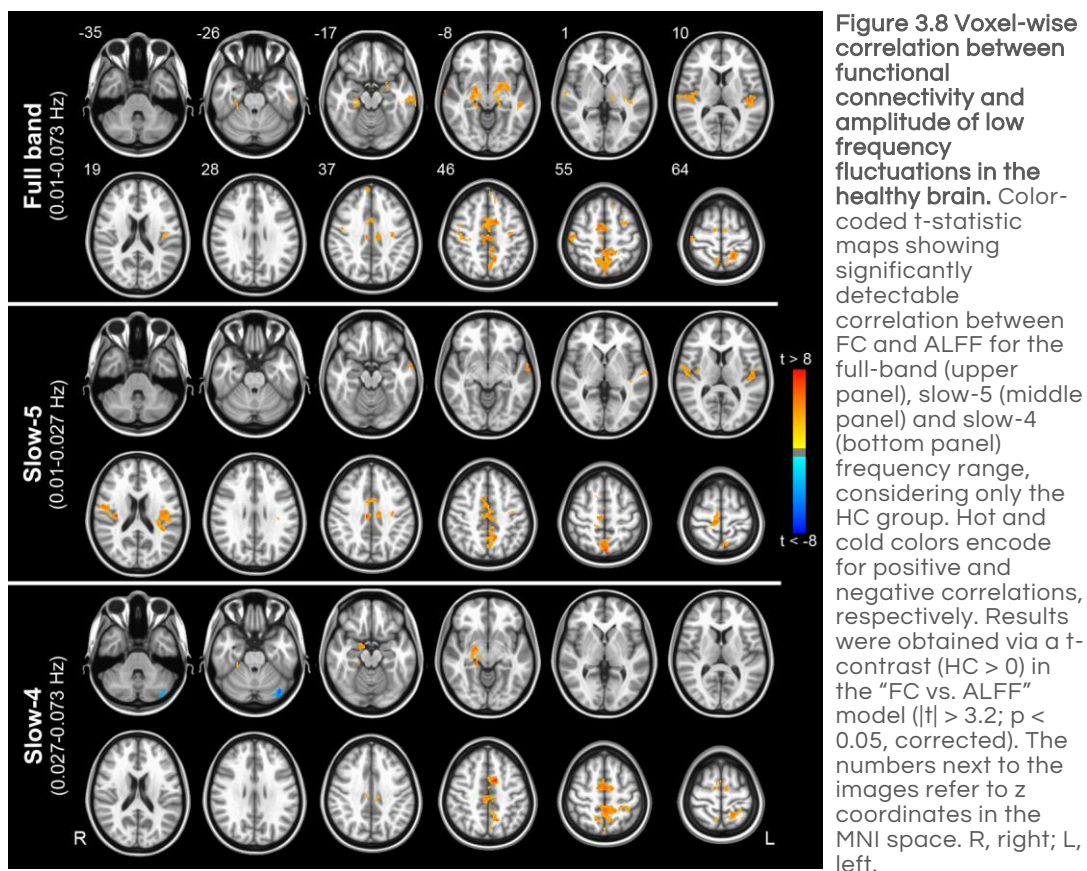 -35 -26 -17 -8 1 10
Full band
(0.01-0.073 Hz)
19 28 37 46 55 64
Slow-5
(0.01-0.027 Hz)
t > 8
t < -8
Slow-4
(0.027-0.073 Hz)
R L
Figure 3.8 Voxel-wise
correlation between
functional
connectivity and
amplitude of low
frequency
fluctuations in the
healthy brain. Color-
coded t-statistic
maps showing
significantly
detectable
correlation between
FC and ALFF for the
full-band (upper
panel), slow-5 (middle
panel) and slow-4
(bottom panel)
frequency range,
considering only the
HC group. Hot and
cold colors encode
for positive and
negative correlations,
respectively. Results
were obtained via a t-
contrast (HC > 0) in
the “FC vs. ALFF”
model (|t| > 3.2; p <
0.05, corrected). The
numbers next to the
images refer to z
coordinates in the
MNI space. R, right; L,
left.